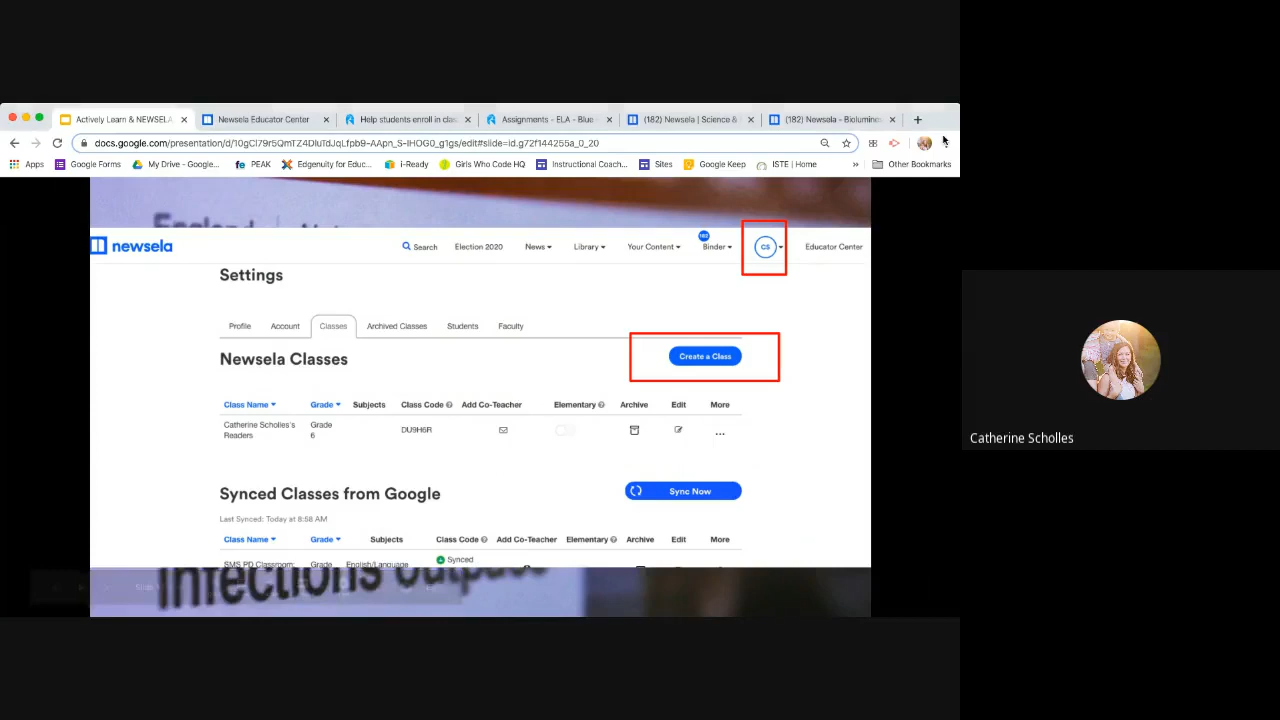 Actively Learn & NEWSELA
Newsela Educator Center
Help students enroll in clas
Assignments - ELA - Blue
(182) Newsela | Science &
(182) Newsela - Biolumino
docs.google.com/presentation/d/10gCl79r5QmTZ4DIuTdJqLfpb9-AApn_S-IHOG0_g1gs/edit#slide=id.g72f144255a_0_20
Apps
Google Forms
My Drive - Google...
PEAK
Edgenuity for Educ...
i-Ready
Girls Who Code HQ
Instructional Coach...
Sites
Google Keep
ISTE | Home
»
Other Bookmarks
England
newsela
Search
Election 2020
News
Library
Your Content
Binder
CS
Educator Center
Settings
Profile
Account
Classes
Archived Classes
Students
Faculty
Newsela Classes
Create a Class
Class Name Grade Subjects Class Code Add Co-Teacher Elementary Archive Edit More
Catherine Scholles's Grade DU9H6R ...
Readers 6
Synced Classes from Google
Sync Now
Last Synced: Today at 8:58 AM
Class Name Grade Subjects Class Code Add Co-Teacher Elementary Archive Edit More
SMS PD Classroom: Grade English/Language Synced
infections
Catherine Scholles